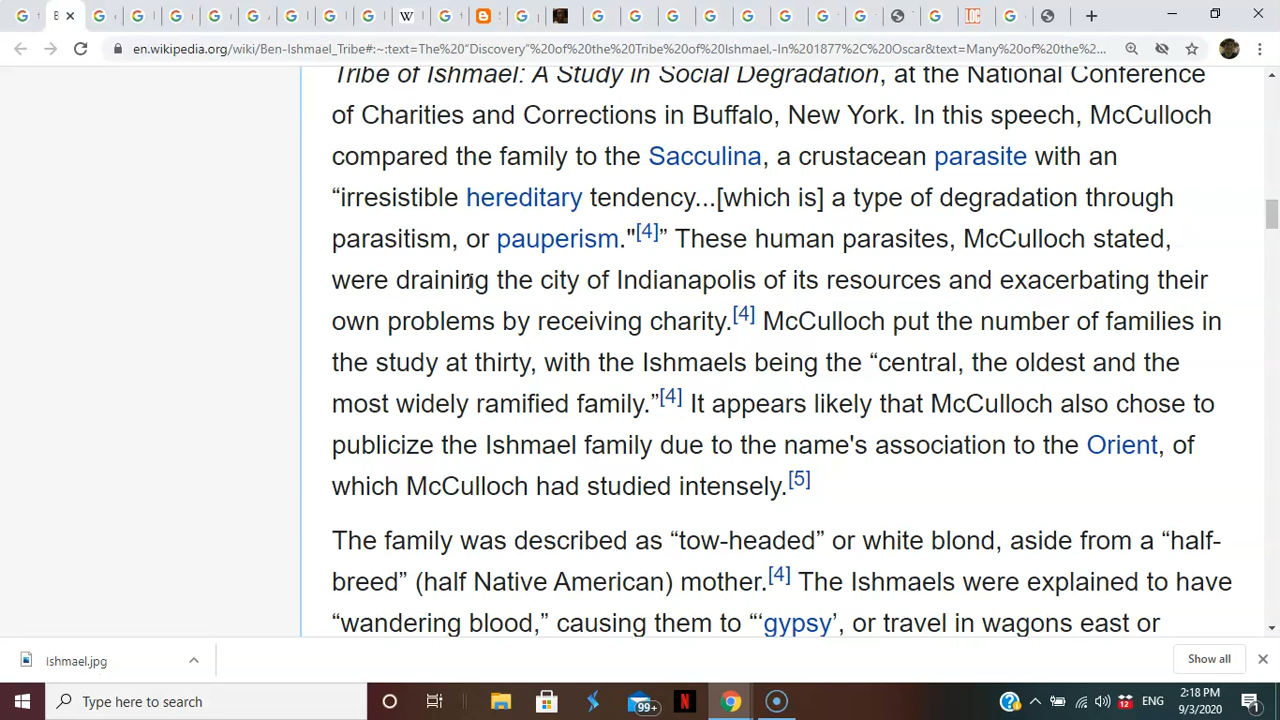 B
W
LOC
en.wikipedia.org/wiki/Ben-Ishmael_Tribe#:~:text=The%20"Discovery"%20of%20the%20Tribe%20of%20Ishmael,-In%201877%2C%20Oscar&text=Many%20of%20the%2...
Tribe of Ishmael: A Study in Social Degradation, at the National Conference
of Charities and Corrections in Buffalo, New York. In this speech, McCulloch
compared the family to the Sacculina, a crustacean parasite with an
“irresistible hereditary tendency...[which is] a type of degradation through
parasitism, or pauperism."[4]” These human parasites, McCulloch stated,
were draining the city of Indianapolis of its resources and exacerbating their
own problems by receiving charity.[4] McCulloch put the number of families in
the study at thirty, with the Ishmaels being the “central, the oldest and the
most widely ramified family.”[4] It appears likely that McCulloch also chose to
publicize the Ishmael family due to the name's association to the Orient, of
which McCulloch had studied intensely.[5]
The family was described as “tow-headed” or white blond, aside from a “half-
breed” (half Native American) mother.[4] The Ishmaels were explained to have
“wandering blood,” causing them to “‘gypsy’, or travel in wagons east or
Ishmael.jpg
Show all
Type here to search
99+
N
12
ENG
2:18 PM
9/3/2020
1